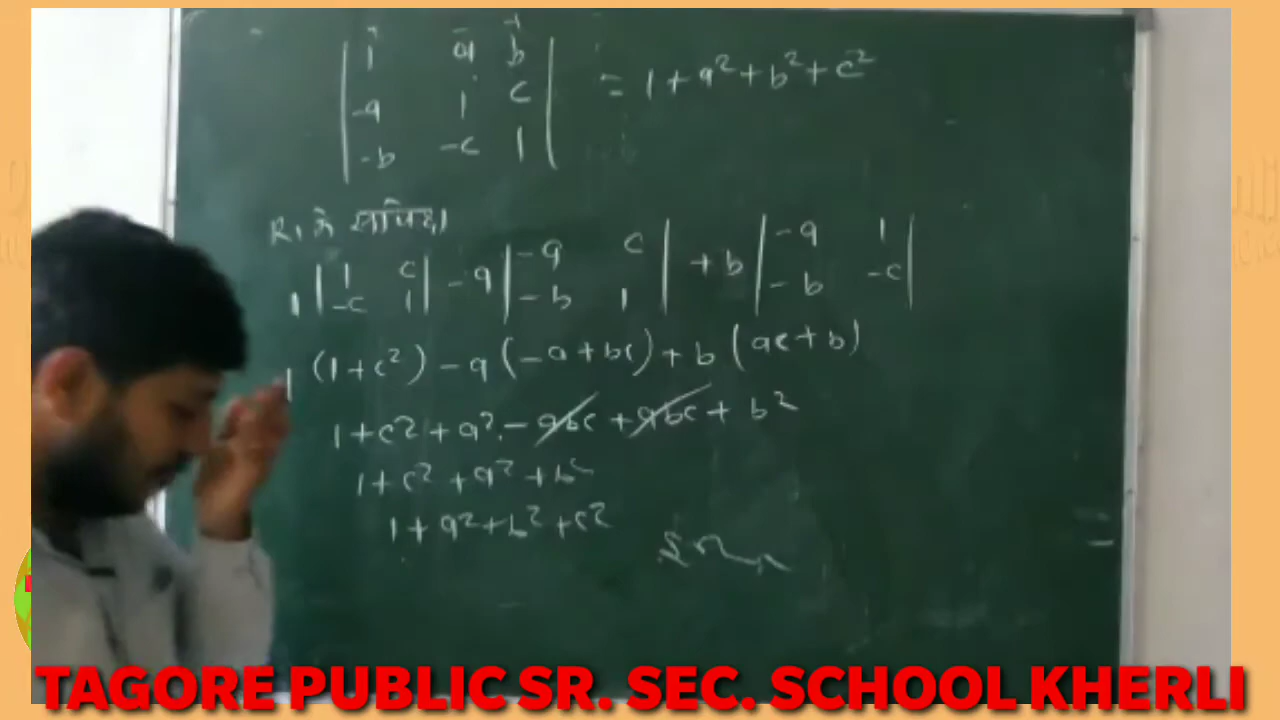 | 1 a b |
| -a 1 c | = 1 + a² + b² + c²
| -b -c 1 |
R₁ से
1 | 1 c | - a | -a c | + b | -a 1 |
| -c 1 | | -b 1 | | -b -c |
1 (1+c²) - a (-a + bc) + b (ac + b)
1 + c² + a² - abc + abc + b²
1 + c² + a² + b²
1 + a² + b² + c²
TAGORE PUBLIC SR. SEC. SCHOOL KHERLI